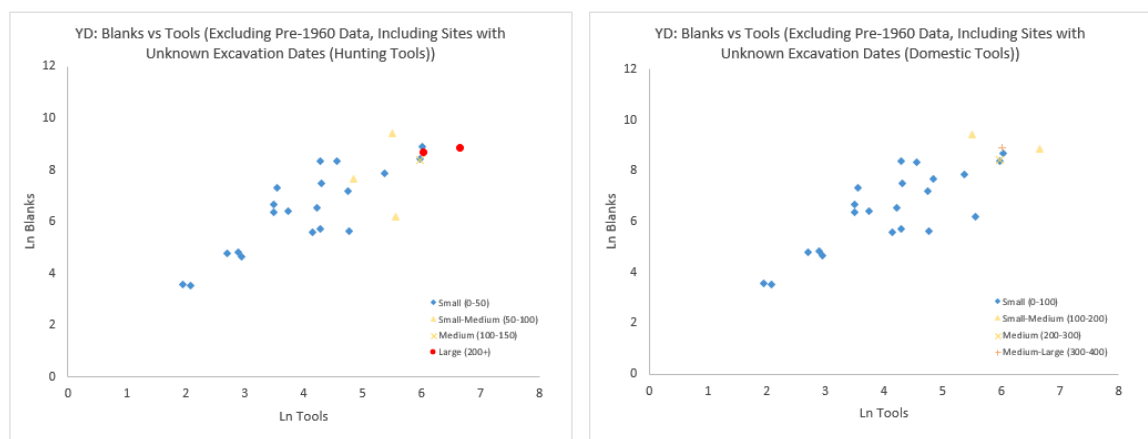 YD: Blanks vs Tools (Excluding Pre-1960 Data, Including Sites with
Unknown Excavation Dates (Hunting Tools))
12
10
8
6
4
2
0
Ln Blanks
0 1 2 3 4 5 6 7 8
Ln Tools
Small (0-50)
Small-Medium (50-100)
Medium (100-150)
Large (200+)
YD: Blanks vs Tools (Excluding Pre-1960 Data, Including Sites with
Unknown Excavation Dates (Domestic Tools))
12
10
8
6
4
2
0
Ln Blanks
0 1 2 3 4 5 6 7 8
Ln Tools
Small (0-100)
Small-Medium (100-200)
Medium (200-300)
Medium-Large (300-400)